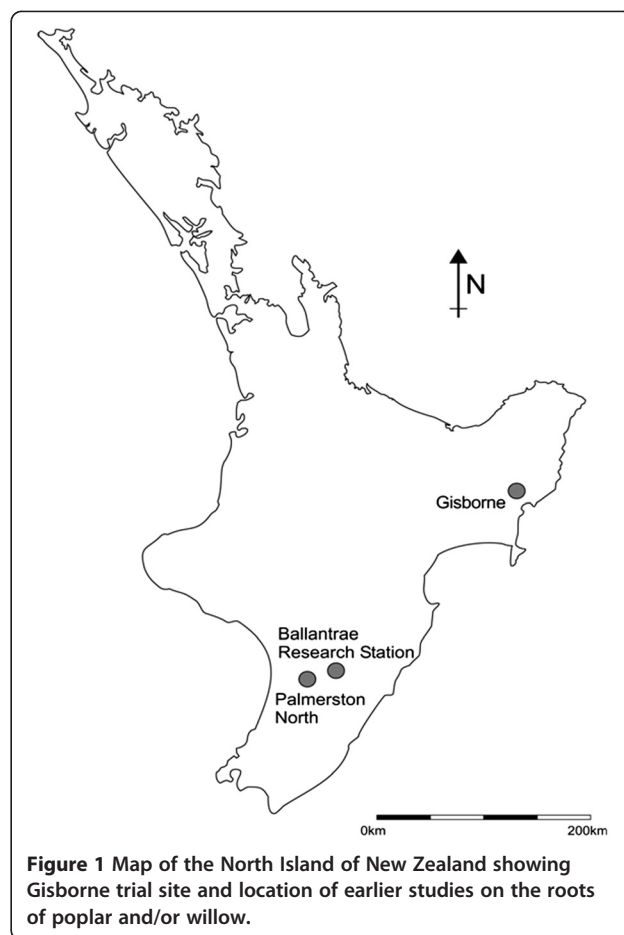 N
Gisborne
Ballantrae
Research Station
Palmerston
North
0km 200km
Figure 1 Map of the North Island of New Zealand showing
Gisborne trial site and location of earlier studies on the roots
of poplar and/or willow.